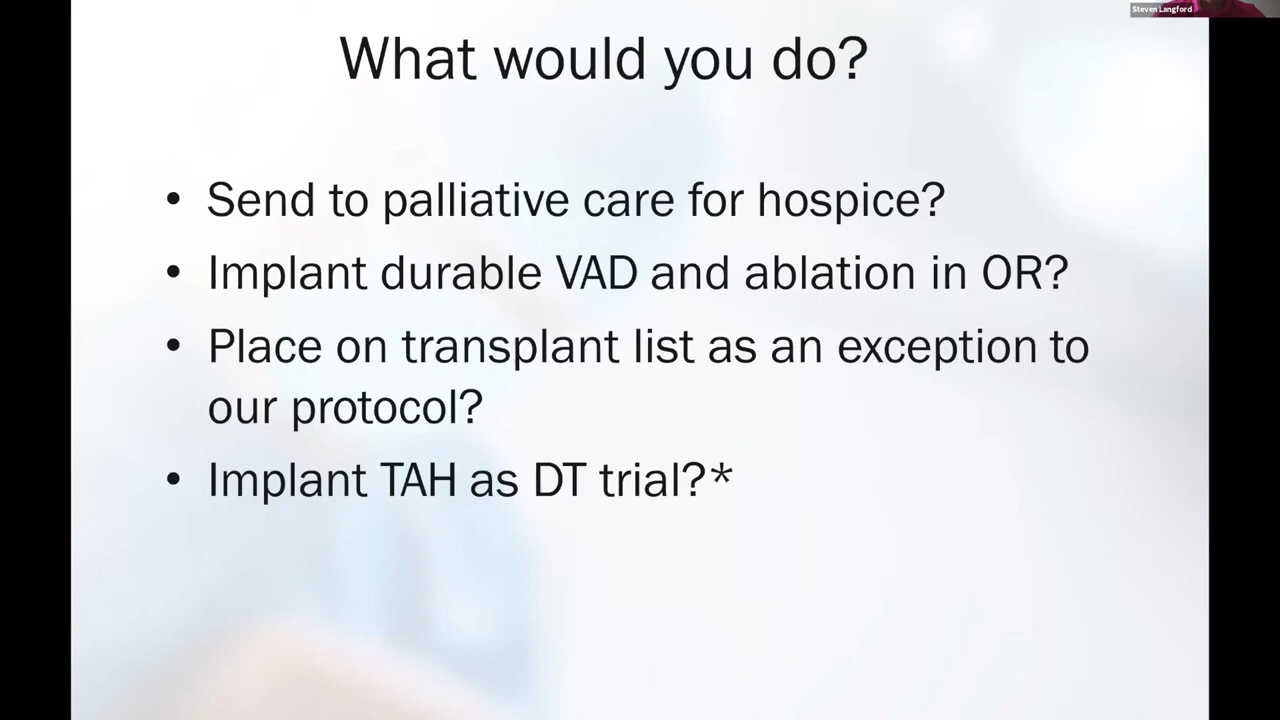 Steven Langford
What would you do?
• Send to palliative care for hospice?
• Implant durable VAD and ablation in OR?
• Place on transplant list as an exception to
our protocol?
• Implant TAH as DT trial?*